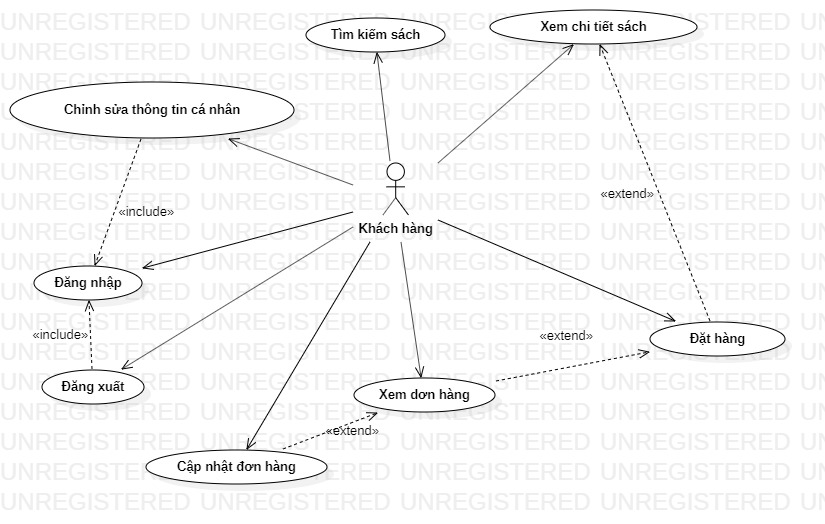 Tìm kiếm sách
Xem chi tiết sách
Chỉnh sửa thông tin cá nhân
«extend»
«include»
Khách hàng
Đăng nhập
«include»
«extend»
Đặt hàng
Đăng xuất
Xem dơn hàng
«extend»
Cập nhật đơn hàng
UNREGISTERED